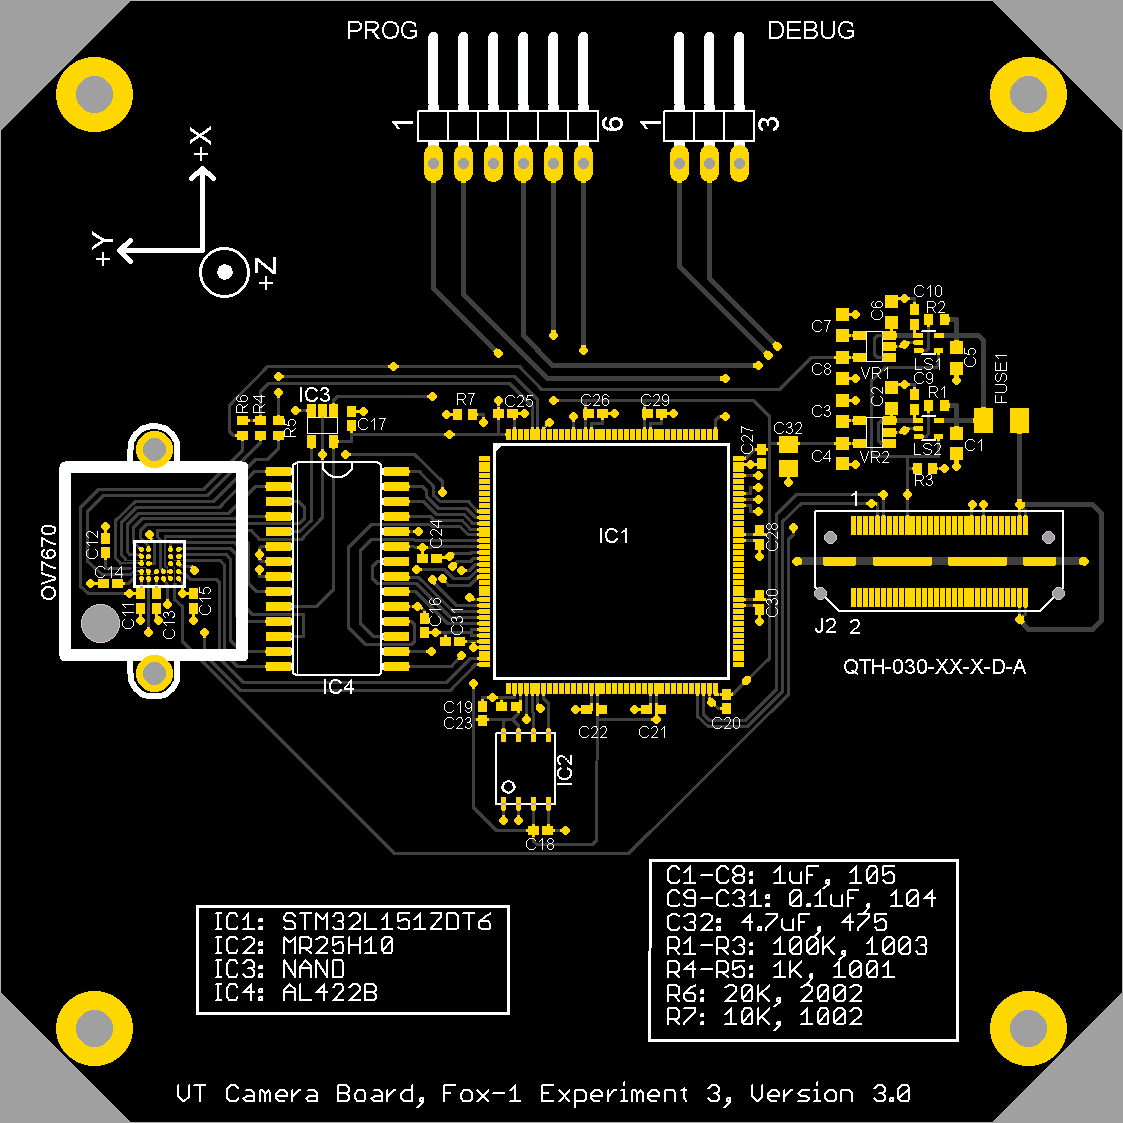 PROG
DEBUG
1
6
1
3
+X
+Y
+Z
C10
C6
R2
C7
C5
LS1
C8
VR1
FUSE1
C9
C2
R1
C3
LS2
C1
C4
VR2
R3
IC3
R6
R4
R5
C17
R7
C25
C26
C29
C27
C32
IC1
C24
C28
C30
C16
C31
IC4
OV7670
C12
C14
C11
C13
C15
1
J2
2
QTH-030-XX-X-D-A
C19
C23
C22
C21
C20
IC2
C18
C1-C8: 1uF, 105
C9-C31: 0.1uF, 104
C32: 4.7uF, 475
R1-R3: 100K, 1003
R4-R5: 1K, 1001
R6: 20K, 2002
R7: 10K, 1002
IC1: STM32L151ZDT6
IC2: MR25H10
IC3: NAND
IC4: AL422B
VT Camera Board, Fox-1 Experiment 3, Version 3.0